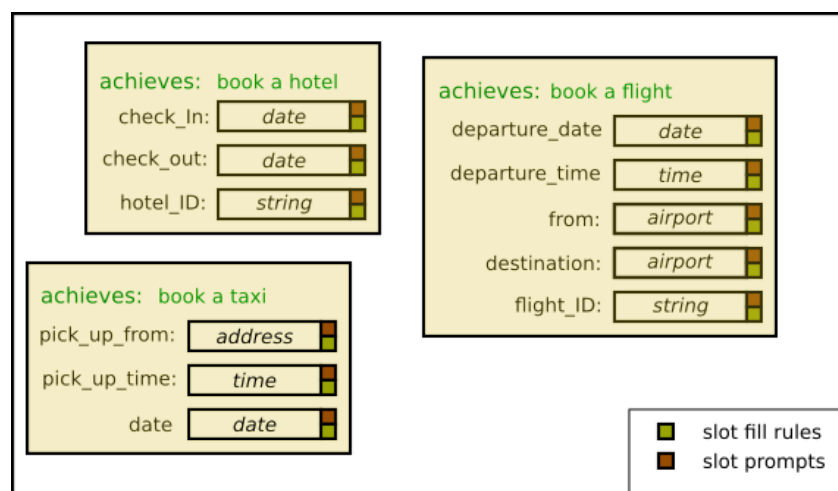 achieves: book a hotel
check_In: date
check_out: date
hotel_ID: string
achieves: book a flight
departure_date date
departure_time time
from: airport
destination: airport
flight_ID: string
achieves: book a taxi
pick_up_from: address
pick_up_time: time
date date
slot fill rules
slot prompts